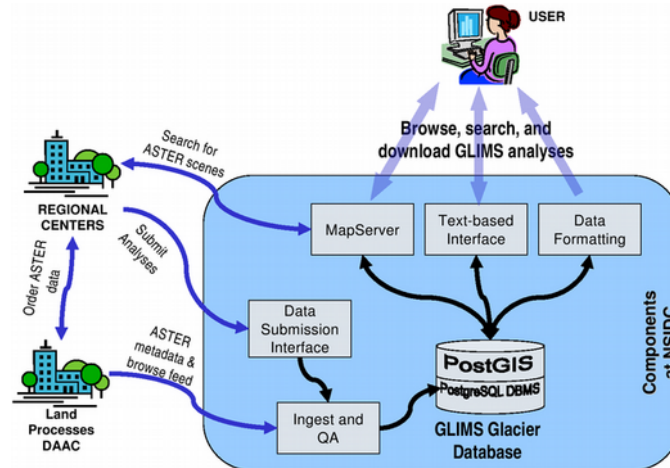 USER
Browse, search, and
download GLIMS analyses
Search for
ASTER scenes
REGIONAL
CENTERS
Submit
Analyses
Order ASTER
data
MapServer
Text-based
Interface
Data
Formatting
Data
Submission
Interface
ASTER
metadata &
browse feed
Land
Processes
DAAC
Ingest and
QA
PostGIS
PostgreSQL DBMS
GLIMS Glacier
Database
Components
at NSIDC